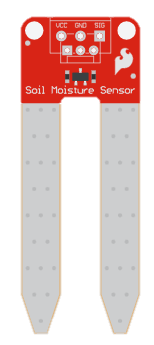 VCC GND SIG
Soil Moisture Sensor